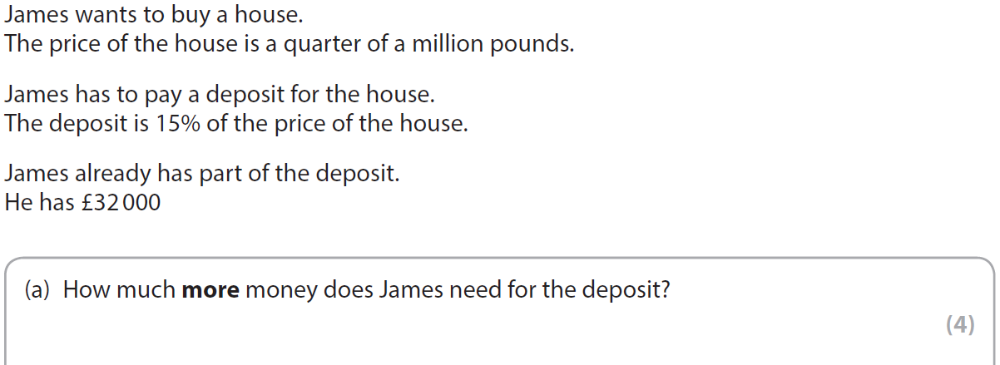 James wants to buy a house.
The price of the house is a quarter of a million pounds.
James has to pay a deposit for the house.
The deposit is 15% of the price of the house.
James already has part of the deposit.
He has £32 000
(a) How much more money does James need for the deposit?
(4)